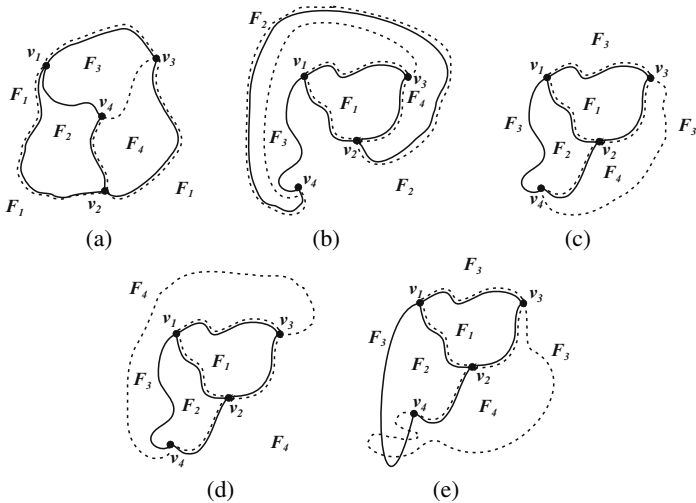 v1 F3 v3
F1 v4
F2 F4
F1 v2 F1
(a)
F2
v1 v3
F1 F4
F3 v2
v4 F2
(b)
F3
v1 v3
F1
F3 F3
F2 v2
F4
v4
(c)
F4
v1 v3
F1
F3
F2 v2
v4 F4
(d)
F3
v1 v3
F1
F3 F3
F2 v2
v4 F4
(e)